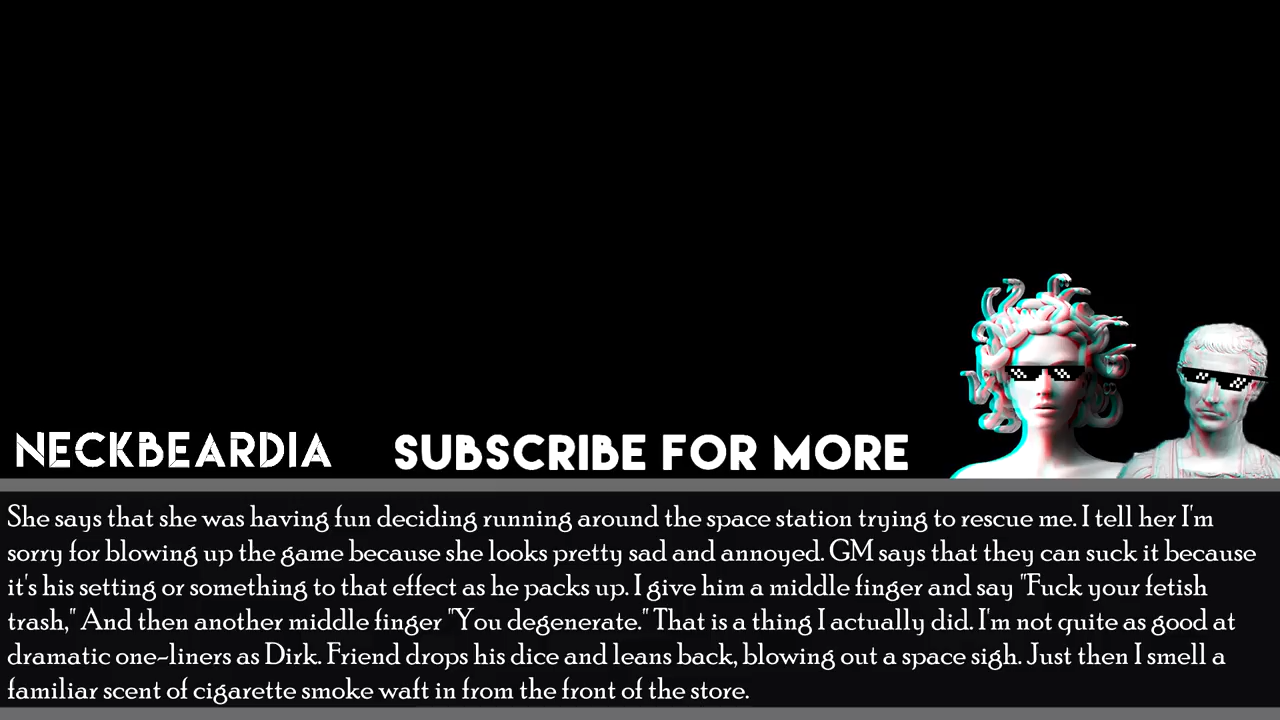 NECKBEARDIA
SUBSCRIBE FOR MORE
She says that she was having fun deciding running around the space station trying to rescue me. I tell her I'm
sorry for blowing up the game because she looks pretty sad and annoyed. GM says that they can suck it because
it's his setting or something to that effect as he packs up. I give him a middle finger and say "Fuck your fetish
trash," And then another middle finger "You degenerate." That is a thing I actually did. I'm not quite as good at
dramatic one-liners as Dirk. Friend drops his dice and leans back, blowing out a space sigh. Just then I smell a
familiar scent of cigarette smoke waft in from the front of the store.